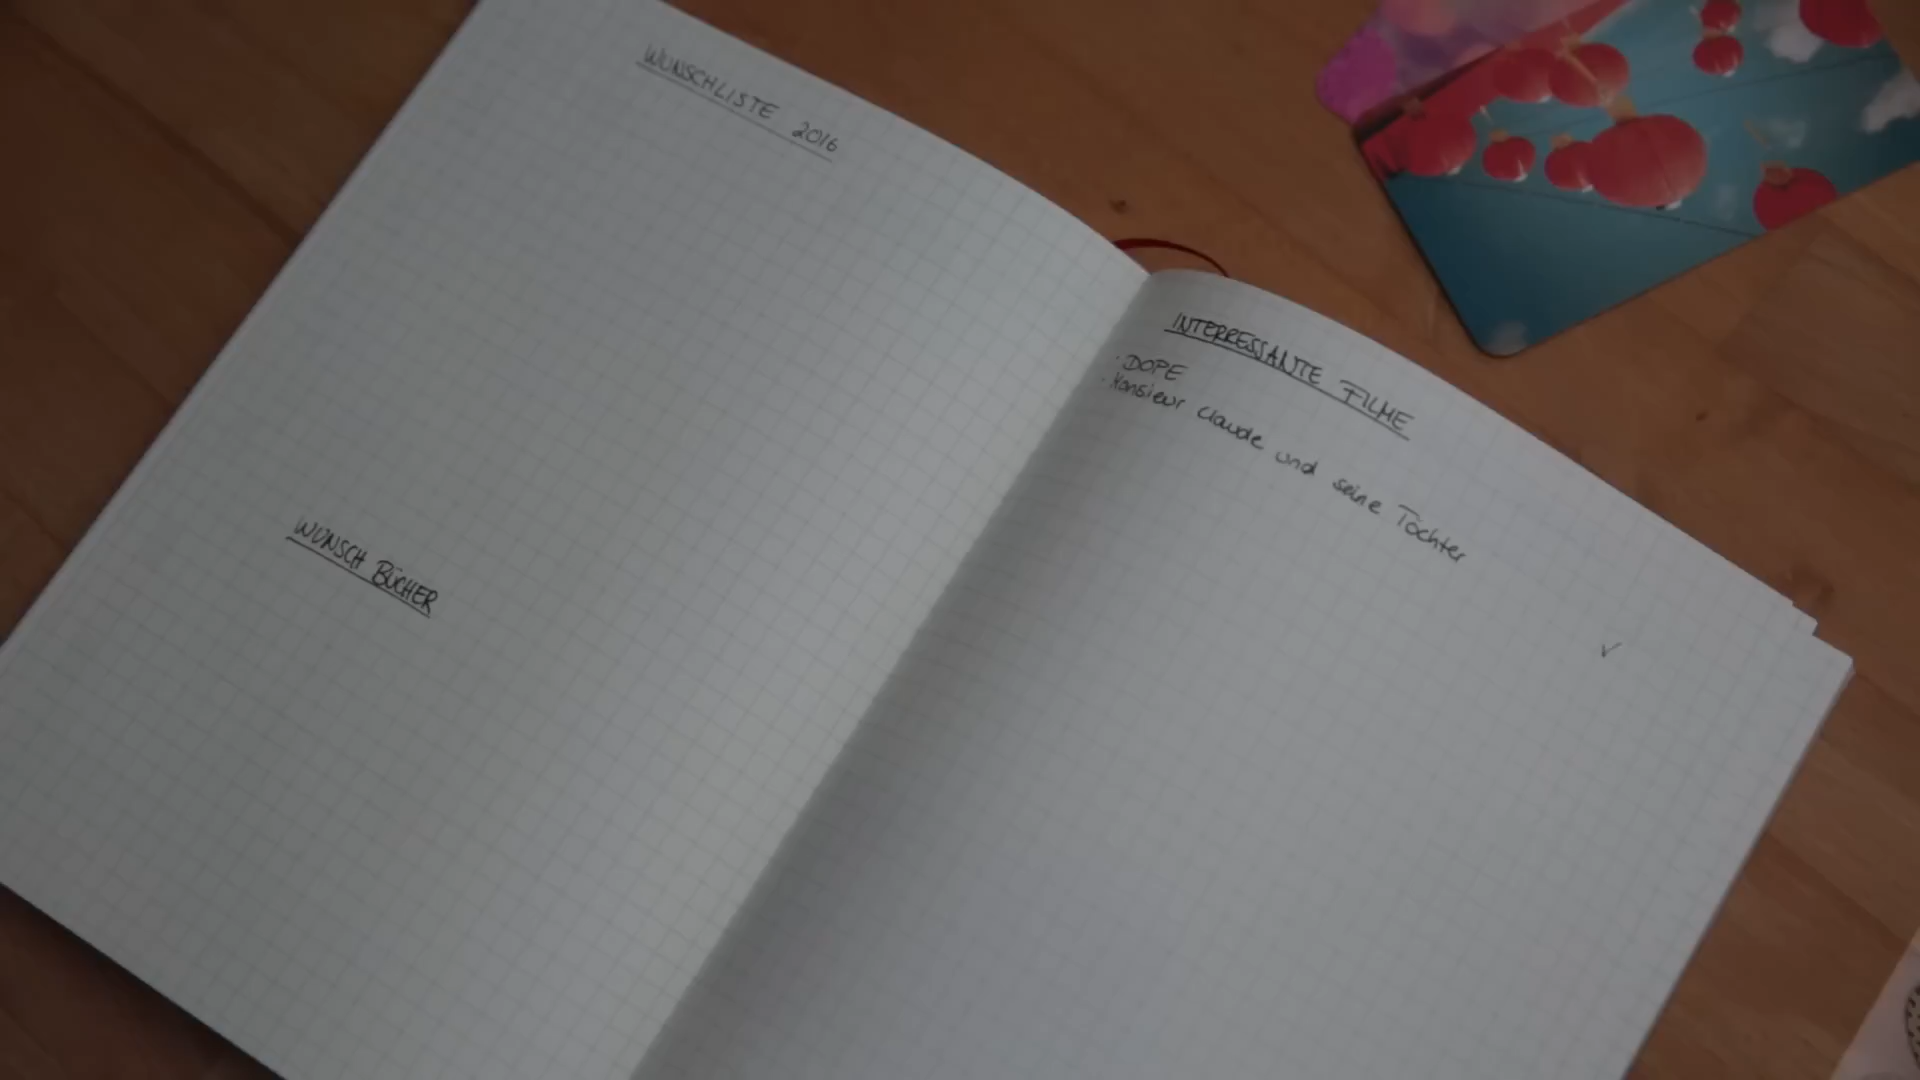 WUNSCHLISTE 2016
WUNSCH BÜCHER
INTERRESSANTE FILME
· DOPE
· Monsieur Claude und seine Töchter
✓